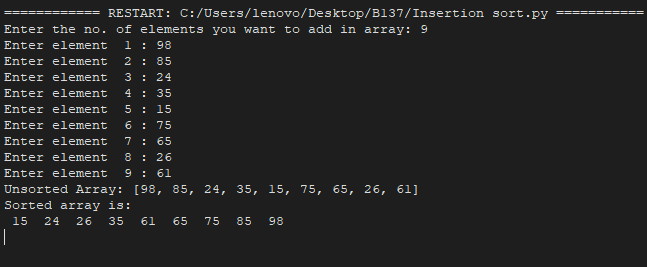 ============ RESTART: C:/Users/lenovo/Desktop/B137/Insertion sort.py ===========
Enter the no. of elements you want to add in array: 9
Enter element  1 : 98
Enter element  2 : 85
Enter element  3 : 24
Enter element  4 : 35
Enter element  5 : 15
Enter element  6 : 75
Enter element  7 : 65
Enter element  8 : 26
Enter element  9 : 61
Unsorted Array: [98, 85, 24, 35, 15, 75, 65, 26, 61]
Sorted array is:
 15  24  26  35  61  65  75  85  98